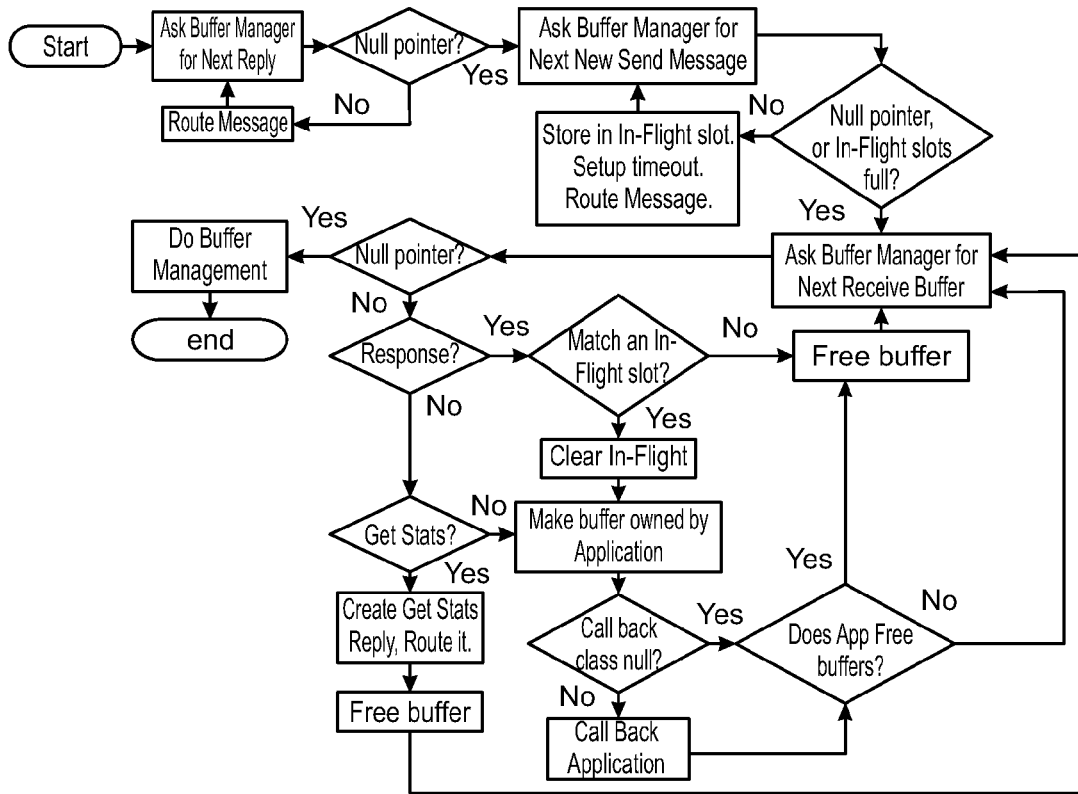 Start
Ask Buffer Manager
for Next Reply
Null pointer?
Yes
No
Route Message
Ask Buffer Manager for
Next New Send Message
No
Store in In-Flight slot.
Setup timeout.
Route Message.
Null pointer,
or In-Flight slots
full?
Yes
Ask Buffer Manager for
Next Receive Buffer
Null pointer?
Yes
Do Buffer
Management
end
No
Response?
Yes
Match an In-
Flight slot?
No
Free buffer
Yes
Clear In-Flight
No
Get Stats?
No
Make buffer owned by
Application
Yes
Create Get Stats
Reply, Route it.
Free buffer
Call back
class null?
Yes
Does App Free
buffers?
Yes
No
No
Call Back
Application